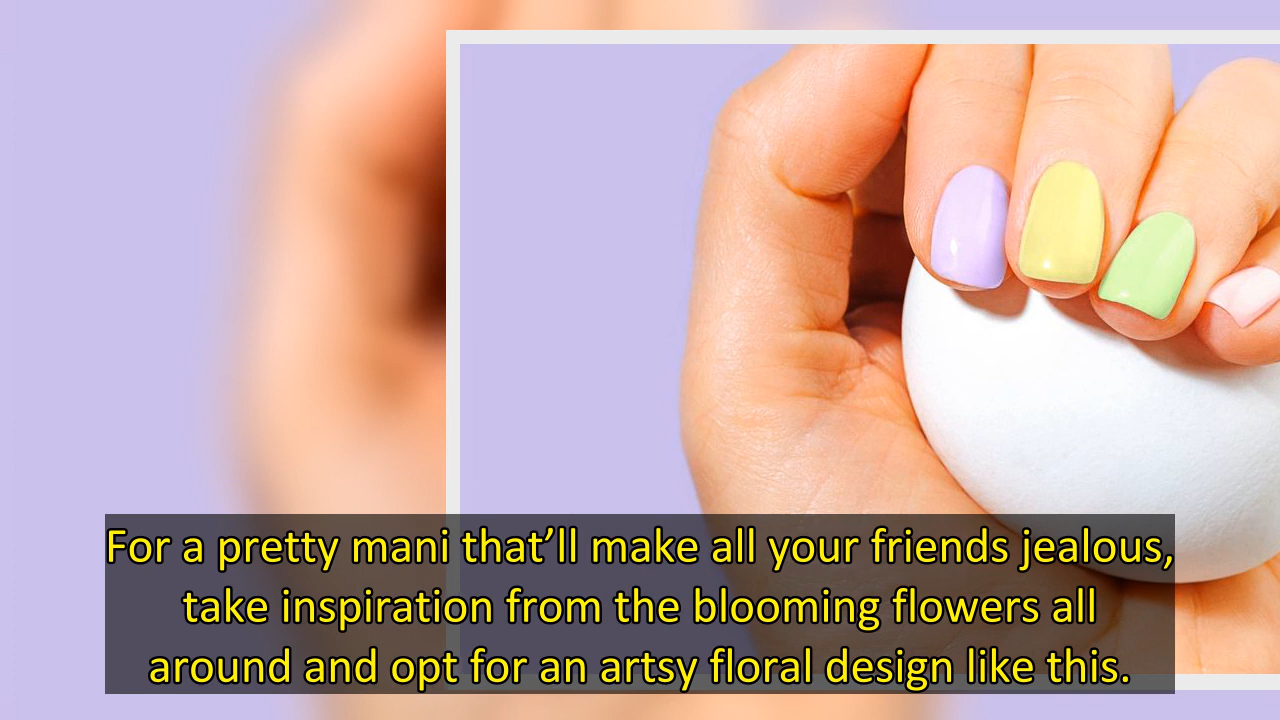 For a pretty mani that’ll make all your friends jealous,
take inspiration from the blooming flowers all
around and opt for an artsy floral design like this.